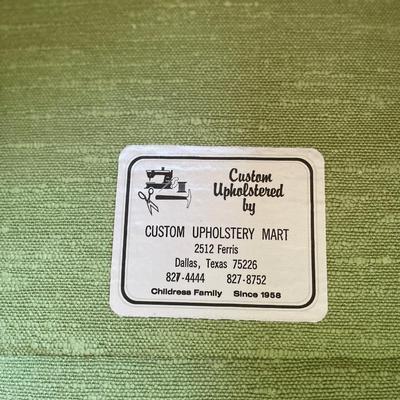 Custom
Upholstered
by
CUSTOM UPHOLSTERY MART
2512 Ferris
Dallas, Texas 75226
827-4444 827-8752
Childress Family Since 1958